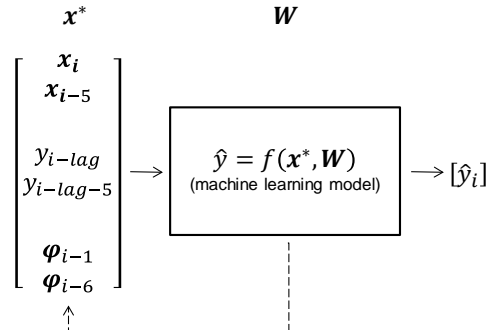 x* W
x_i
x_{i−5}
y_{i−lag}
y_{i−lag−5}
φ_{i−1}
φ_{i−6}
ŷ = f(x*, W)
(machine learning model)
[ŷ_i]